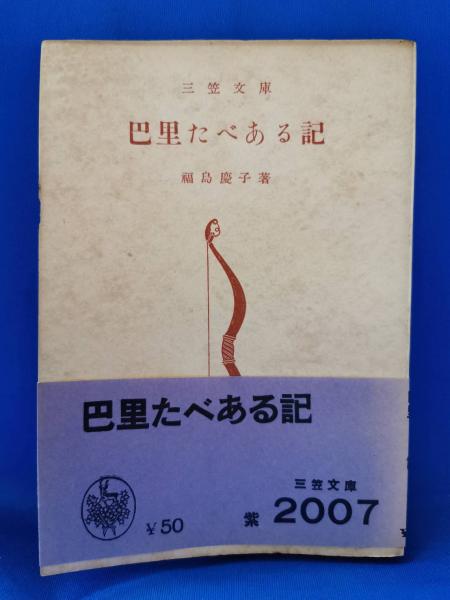 三笠文庫
巴里たべある記
福島慶子著
巴里たべある記
三笠文庫
¥50
紫 2007